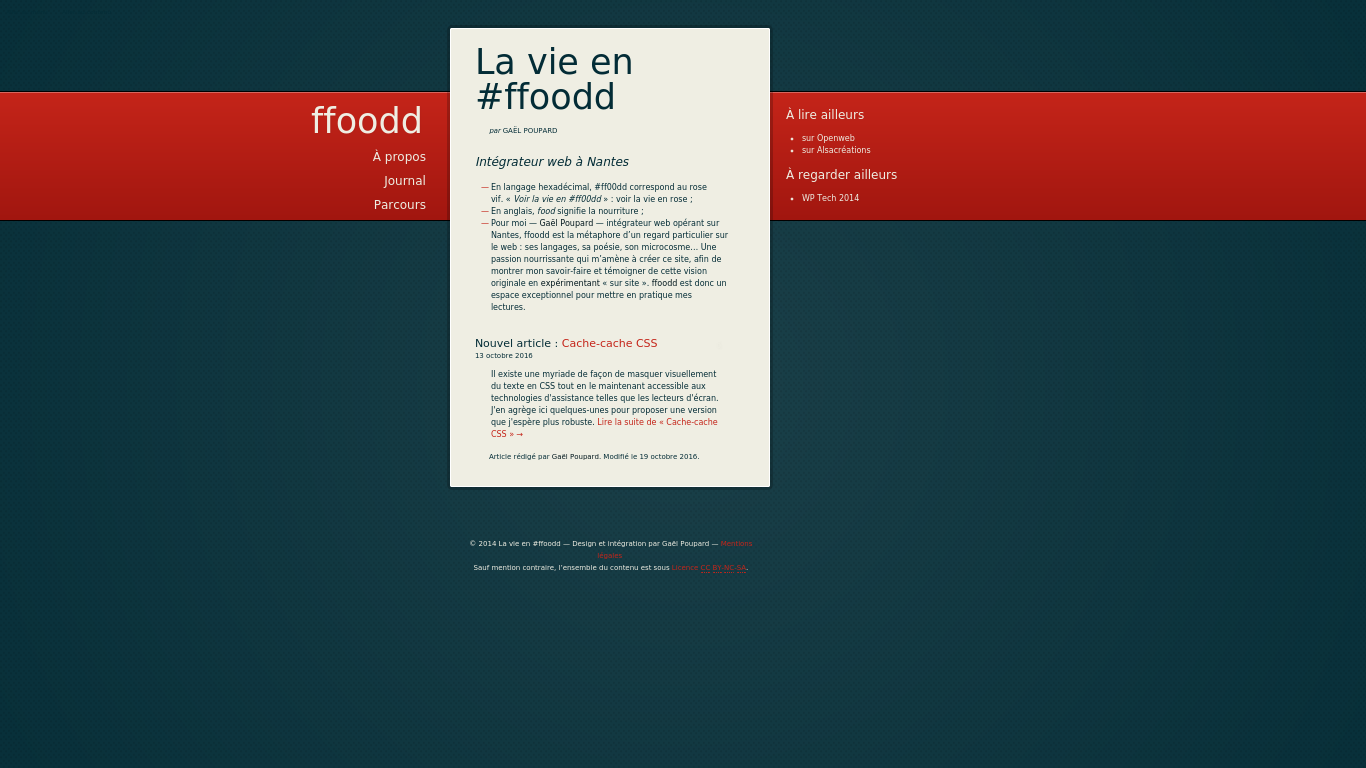 ffoodd
À propos
Journal
Parcours
La vie en
#ffoodd
par GAËL POUPARD
Intégrateur web à Nantes
— En langage hexadécimal, #ff00dd correspond au rose
vif. « Voir la vie en #ff00dd » : voir la vie en rose ;
— En anglais, food signifie la nourriture ;
— Pour moi — Gaël Poupard — intégrateur web opérant sur
Nantes, ffoodd est la métaphore d’un regard particulier sur
le web : ses langages, sa poésie, son microcosme… Une
passion nourrissante qui m’amène à créer ce site, afin de
montrer mon savoir-faire et témoigner de cette vision
originale en expérimentant « sur site ». ffoodd est donc un
espace exceptionnel pour mettre en pratique mes
lectures.
Nouvel article : Cache-cache CSS
13 octobre 2016
Il existe une myriade de façon de masquer visuellement
du texte en CSS tout en le maintenant accessible aux
technologies d'assistance telles que les lecteurs d'écran.
J'en agrège ici quelques-unes pour proposer une version
que j'espère plus robuste. Lire la suite de « Cache-cache
CSS » →
Article rédigé par Gaël Poupard. Modifié le 19 octobre 2016.
À lire ailleurs
• sur Openweb
• sur Alsacréations
À regarder ailleurs
• WP Tech 2014
© 2014 La vie en #ffoodd — Design et intégration par Gaël Poupard — Mentions
légales
Sauf mention contraire, l’ensemble du contenu est sous Licence CC BY-NC-SA.